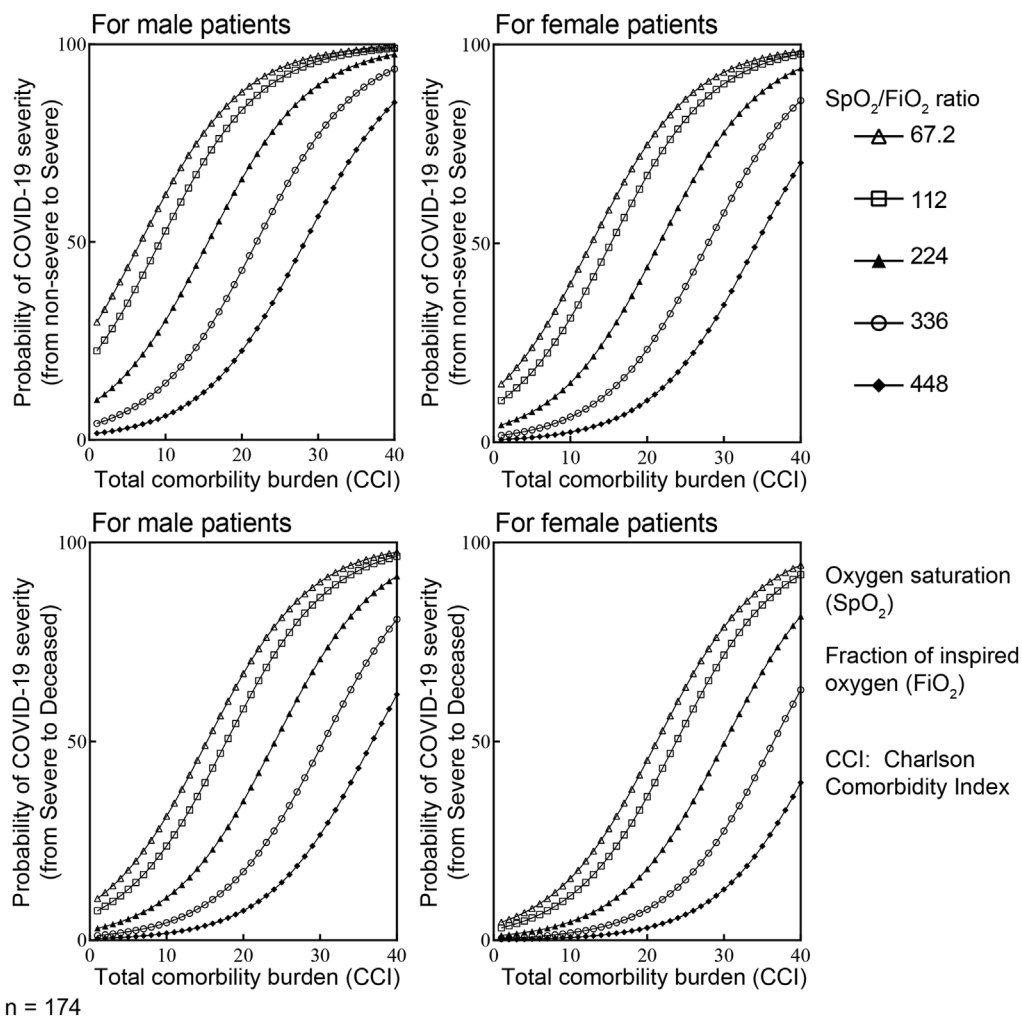 For male patients
Probability of COVID-19 severity
(from non-severe to Severe)
100
50
0
0 10 20 30 40
Total comorbility burden (CCI)
For female patients
Probability of COVID-19 severity
(from non-severe to Severe)
100
50
0
0 10 20 30 40
Total comorbility burden (CCI)
SpO₂/FiO₂ ratio
67.2
112
224
336
448
For male patients
Probability of COVID-19 severity
(from Severe to Deceased)
100
50
0
0 10 20 30 40
Total comorbility burden (CCI)
For female patients
Probability of COVID-19 severity
(from Severe to Deceased)
100
50
0
0 10 20 30 40
Total comorbility burden (CCI)
Oxygen saturation
(SpO₂)
Fraction of inspired
oxygen (FiO₂)
CCI: Charlson
Comorbidity Index
n = 174